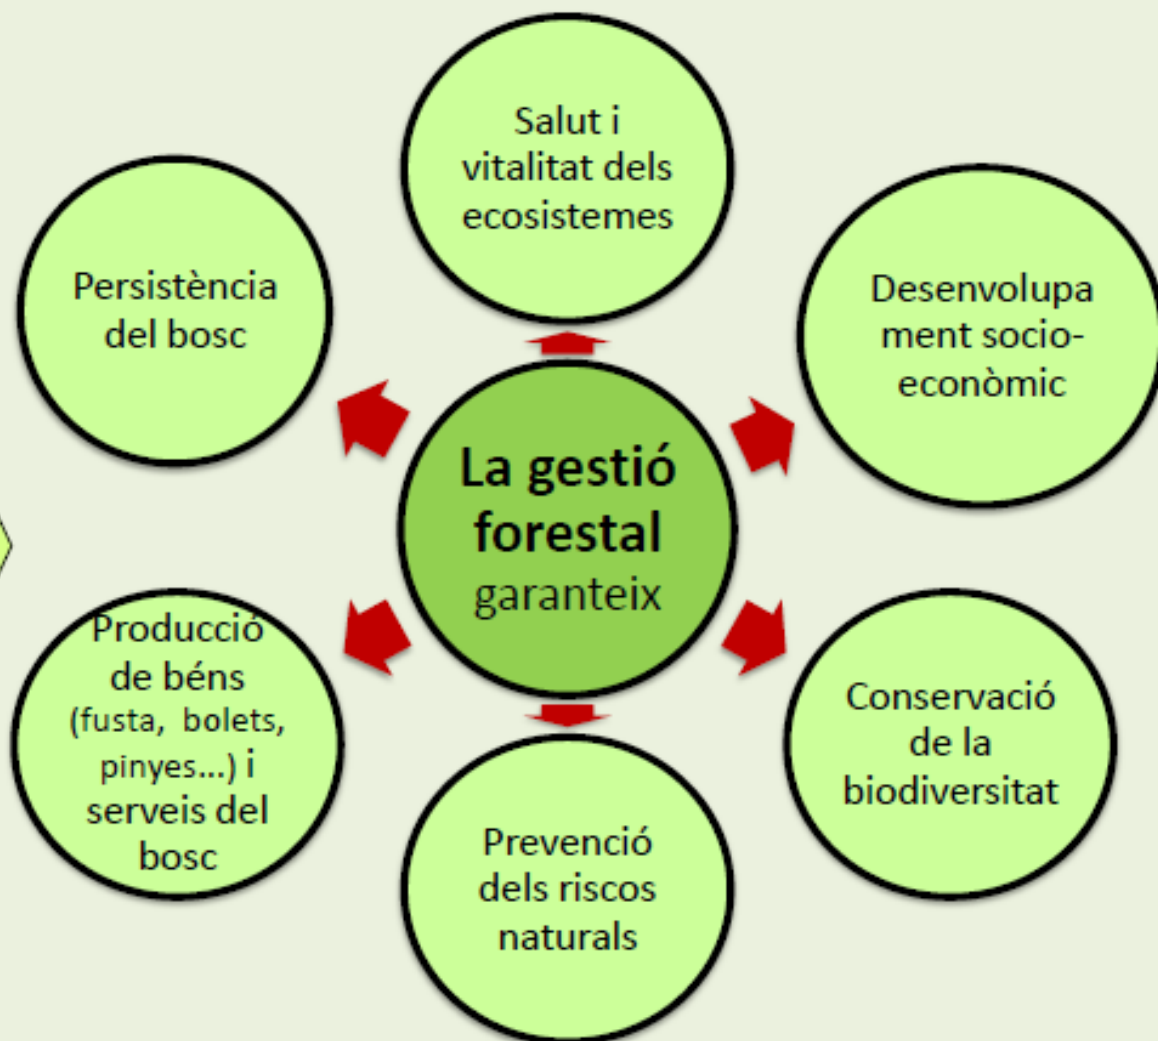 Salut i
vitalitat dels
ecosistemes
Persistència
del bosc
Desenvolupa
ment socio-
econòmic
La gestió
forestal
garanteix
Producció
de béns
(fusta, bolets,
pinyes...) i
serveis del
bosc
Conservació
de la
biodiversitat
Prevenció
dels riscos
naturals